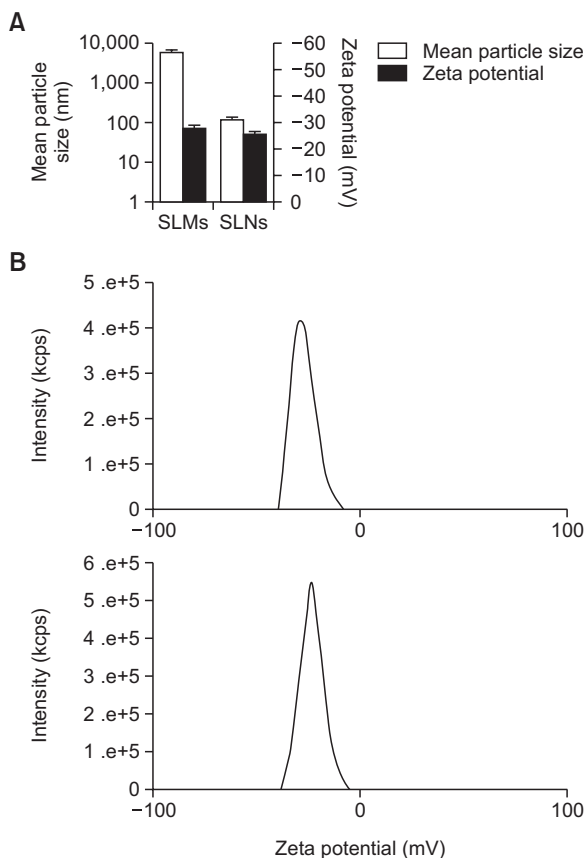 A
Mean particle
size (nm)
10,000
1,000
100
10
1
SLMs SLNs
−60
−50
−40
−30
−20
−10
0
Zeta potential
(mV)
Mean particle size
Zeta potential
B
Intensity (kcps)
5 .e+5
4 .e+5
3 .e+5
2 .e+5
1 .e+5
0
−100 0 100
Intensity (kcps)
6 .e+5
5 .e+5
4 .e+5
3 .e+5
2 .e+5
1 .e+5
0
−100 0 100
Zeta potential (mV)